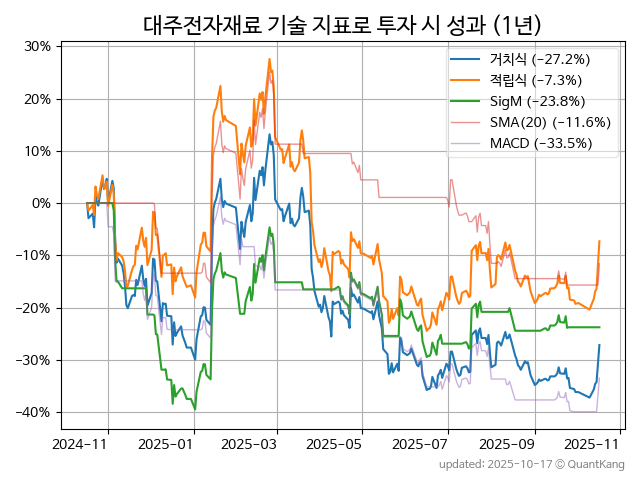 대주전자재료 기술 지표로 투자 시 성과 (1년)
30%
20%
10%
0%
−10%
−20%
−30%
−40%
거치식 (−27.2%)
적립식 (−7.3%)
SigM (−23.8%)
SMA(20) (−11.6%)
MACD (−33.5%)
2024−11
2025−01
2025−03
2025−05
2025−07
2025−09
2025−11
updated: 2025-10-17 © QuantKang